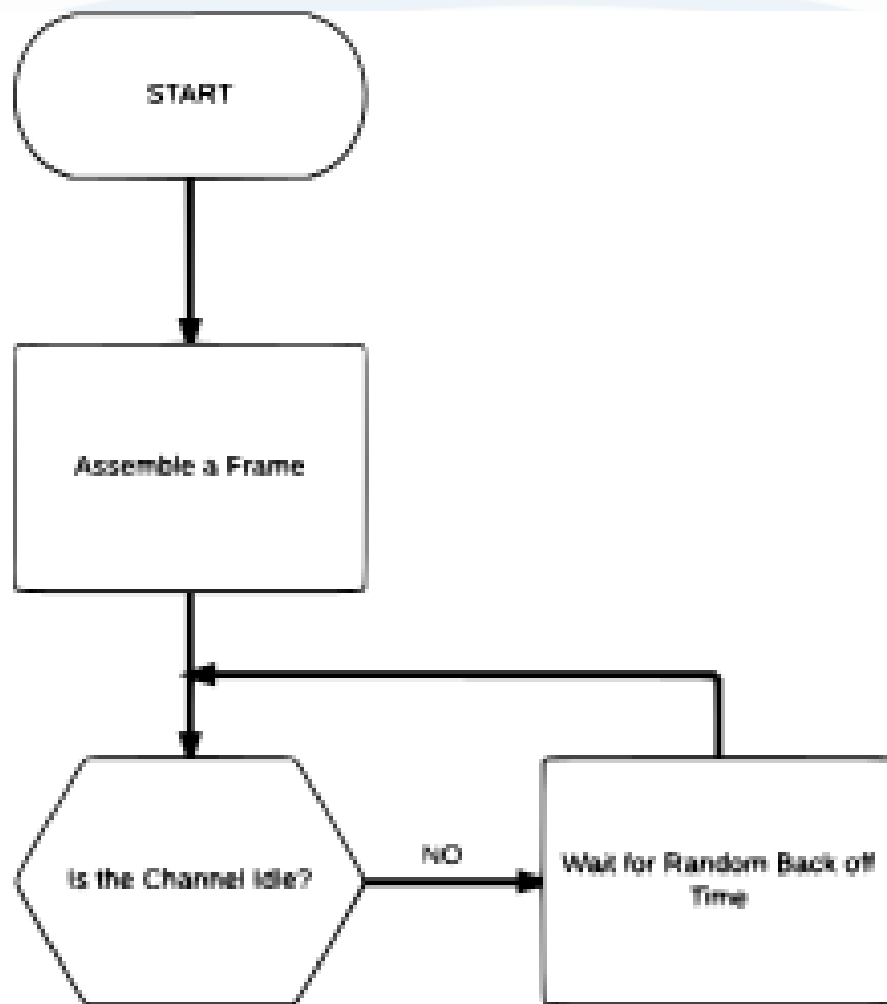 START
Assemble a Frame
Is the Channel Idle?
NO
Wait for Random Back off
Time